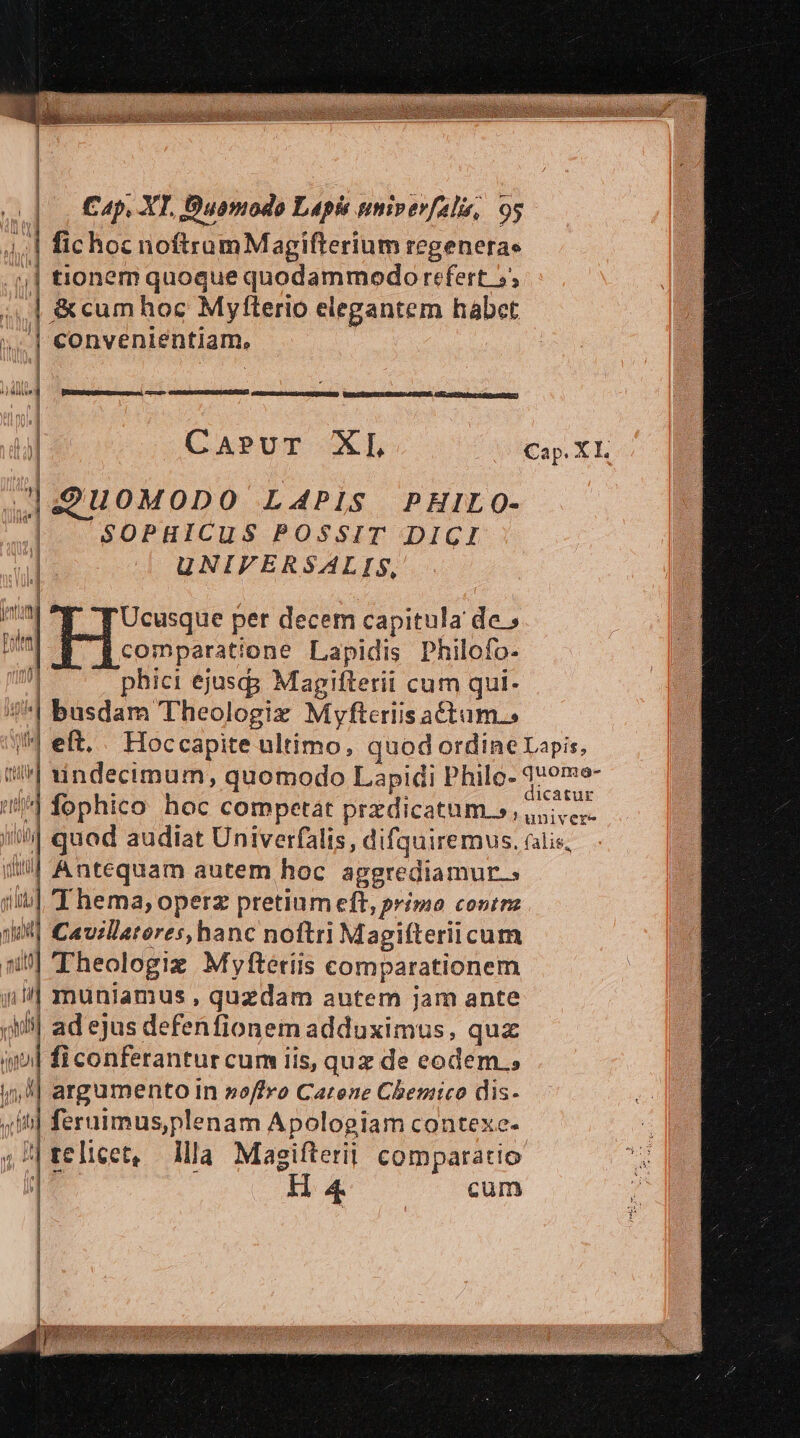 Cap. XI. Quomodo Lapis univerſalis, 95
ſic hoc noſtrum Magiſterium regenera-
tionem quoque quodammodo refert,
& cum hoc Myſterio elegantem habet
convenientiam.
CAPUT XI.
Cap. XI.
QUOMODO LAPIS PHILO-
SOPHICUS POSSIT DICI
UNIVERSALIS.
HUcusque per decem capitula de
comparatione Lapidis Philoſo-
phici ejusq; Magiſterii cum qui-
busdam Theologiæ Myſteriis actum
eſt. Hoc capite ultimo, quod ordine
undecimum, quomodo Lapidi Philo-
ſophico hoc competat prædicatum,
quod audiat Univerſalis, diſquiremus.
Lapis,
quomo-
dicatur
univer-
ſalis.
Antequam autem hoc aggrediamur
Thema, operæ pretium eſt, primo contra
Cavillatores, hanc noſtri Magiſterii cum
Theologiæ Myſteriis comparationem
muniamus, quædam autem jam ante
ad ejus defenſionem adduximus, quæ
ſi conferantur cum iis, quæ de eodem
argumento in noſtro Catone Chemico dis-
ſeruimus, plenam Apologiam contexe-
re licet, Illa Magiſterii comparatio
H 4 cum